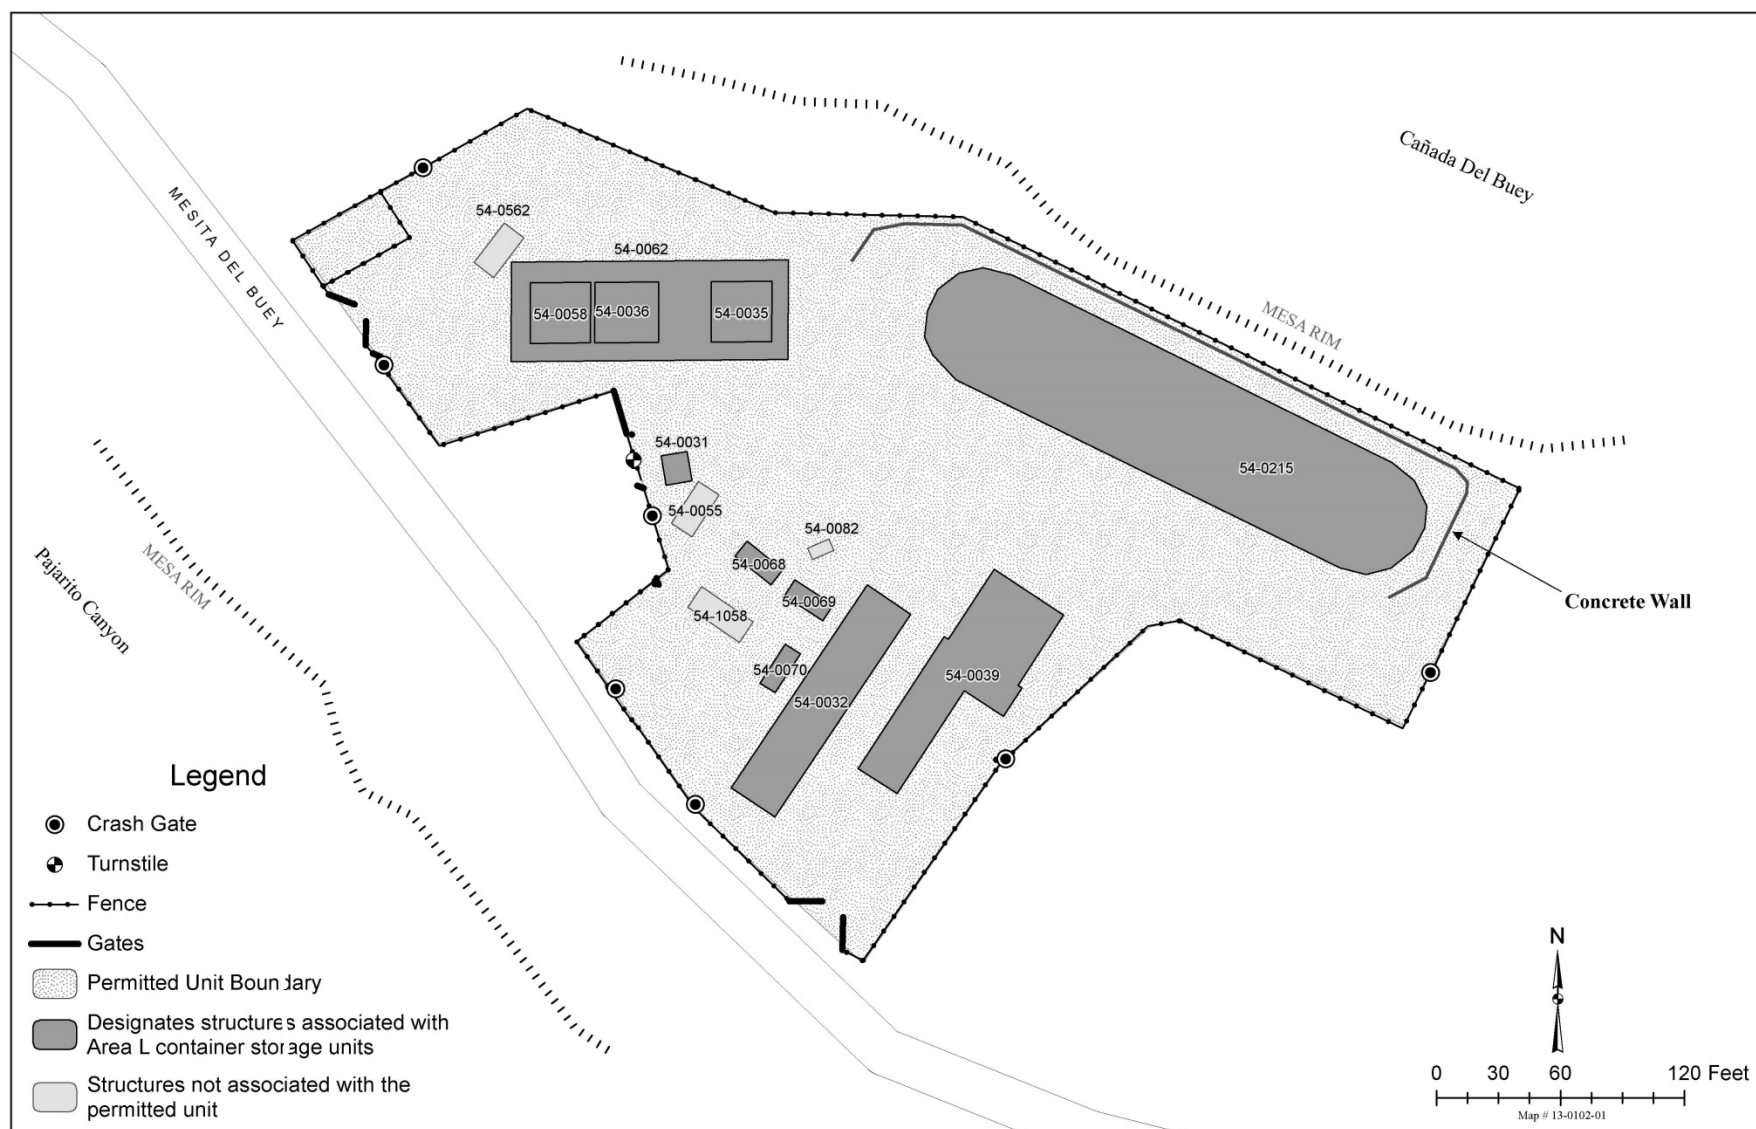 Cañada Del Buey
MESITA DEL BUEY
54-0562
54-0062
54-0058
54-0036
54-0035
MESA RIM
54-0031
54-0215
54-0055
54-0082
54-0068
54-0069
54-1058
Concrete Wall
Pajarito Canyon
MESA RIM
54-0070
54-0039
54-0032
Legend
Crash Gate
Turnstile
Fence
Gates
Permitted Unit Boundary
Designates structures associated with
Area L container storage units
Structures not associated with the
permitted unit
N
0 30 60 120 Feet
Map # 13-0102-01